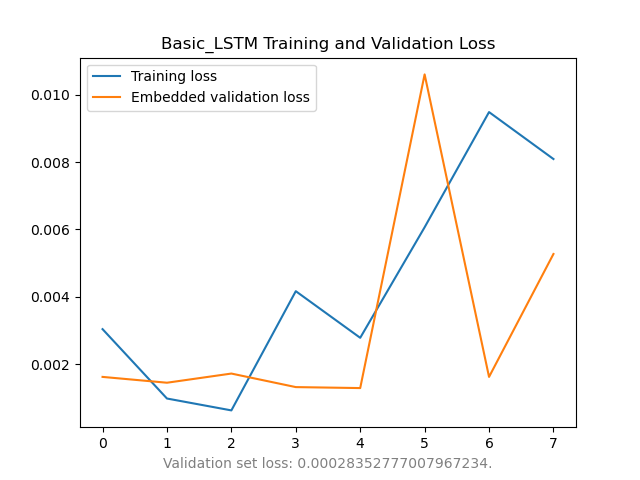 Basic_LSTM Training and Validation Loss
Training loss
Embedded validation loss
0.010
0.008
0.006
0.004
0.002
0 1 2 3 4 5 6 7
Validation set loss: 0.00028352777007967234.